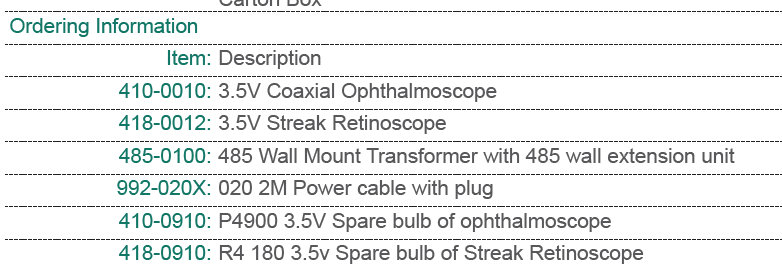 Carton Box
Ordering Information
Item: Description
410-0010: 3.5V Coaxial Ophthalmoscope
418-0012: 3.5V Streak Retinoscope
485-0100: 485 Wall Mount Transformer with 485 wall extension unit
992-020X: 020 2M Power cable with plug
410-0910: P4900 3.5V Spare bulb of ophthalmoscope
418-0910: R4 180 3.5v Spare bulb of Streak Retinoscope